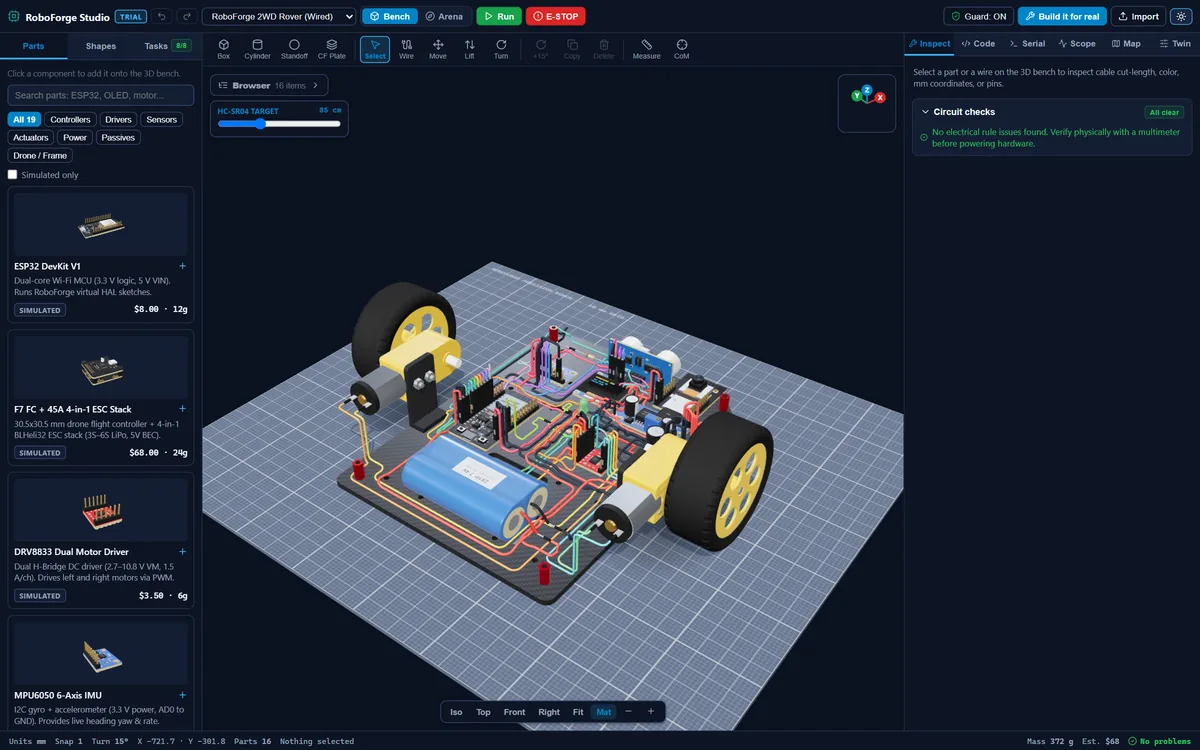 RoboForge Studio TRIAL RoboForge 2WD Rover (Wired) Bench Arena Run E-STOP Guard: ON Build it for real Import
Parts Shapes Tasks 8/8
Click a component to add it onto the 3D bench.
Search parts: ESP32, OLED, motor...
All 19 Controllers Drivers Sensors
Actuators Power Passives
Drone / Frame
Simulated only
ESP32 DevKit V1 +
Dual-core Wi-Fi MCU (3.3 V logic, 5 V VIN).
Runs RoboForge virtual HAL sketches.
SIMULATED $8.00 · 12g
F7 FC + 45A 4-in-1 ESC Stack +
30.5x30.5 mm drone flight controller + 4-in-1
BLHeli32 ESC stack (3S–6S LiPo, 5V BEC).
SIMULATED $68.00 · 24g
DRV8833 Dual Motor Driver +
Dual H-Bridge DC driver (2.7–10.8 V VM, 1.5
A/ch). Drives left and right motors via PWM.
SIMULATED $3.50 · 6g
MPU6050 6-Axis IMU +
I2C gyro + accelerometer (3.3 V power, AD0 to
GND). Provides live heading yaw & rate.
Box Cylinder Standoff CF Plate Select Wire Move Lift Turn +15° Copy Delete Measure CoM
Browser 16 items
HC-SR04 TARGET 85 cm
Z
Y X
Iso Top Front Right Fit Mat − +
Inspect Code Serial Scope Map Twin
Select a part or a wire on the 3D bench to inspect cable cut-length, color,
mm coordinates, or pins.
Circuit checks All clear
No electrical rule issues found. Verify physically with a multimeter
before powering hardware.
Units mm Snap 1 Turn 15° X -721.7 · Y -301.8 Parts 16 Nothing selected Mass 372 g Est. $68 No problems